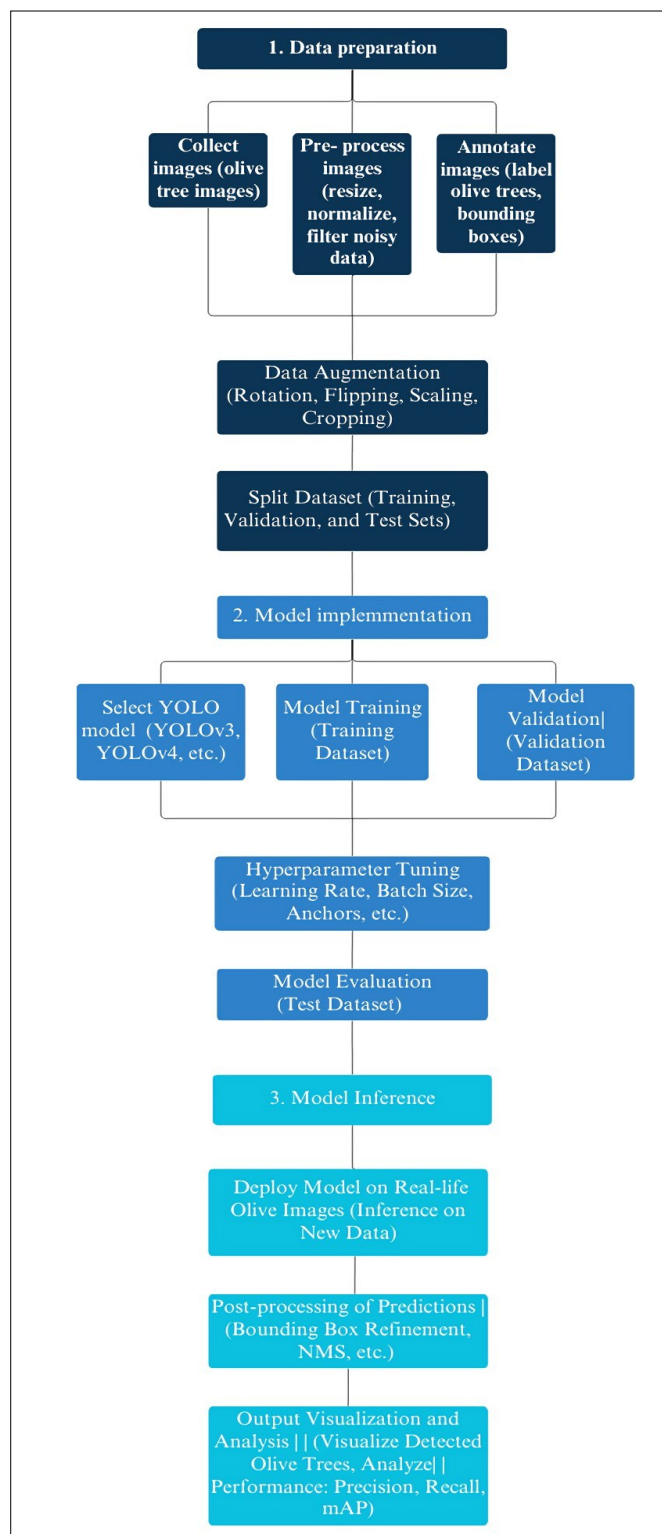 1. Data preparation
Collect
images (olive
tree images)
Pre- process
images
(resize,
normalize,
filter noisy
data)
Annotate
images (label
olive trees,
bounding
boxes)
Data Augmentation
(Rotation, Flipping, Scaling,
Cropping)
Split Dataset (Training,
Validation, and Test Sets)
2. Model implemmentation
Select YOLO
model (YOLOv3,
YOLOv4, etc.)
Model Training
(Training
Dataset)
Model
Validation|
(Validation
Dataset)
Hyperparameter Tuning
(Learning Rate, Batch Size,
Anchors, etc.)
Model Evaluation
(Test Dataset)
3. Model Inference
Deploy Model on Real-life
Olive Images (Inference on
New Data)
Post-processing of Predictions |
(Bounding Box Refinement,
NMS, etc.)
Output Visualization and
Analysis | | (Visualize Detected
Olive Trees, Analyze| |
Performance: Precision, Recall,
mAP)